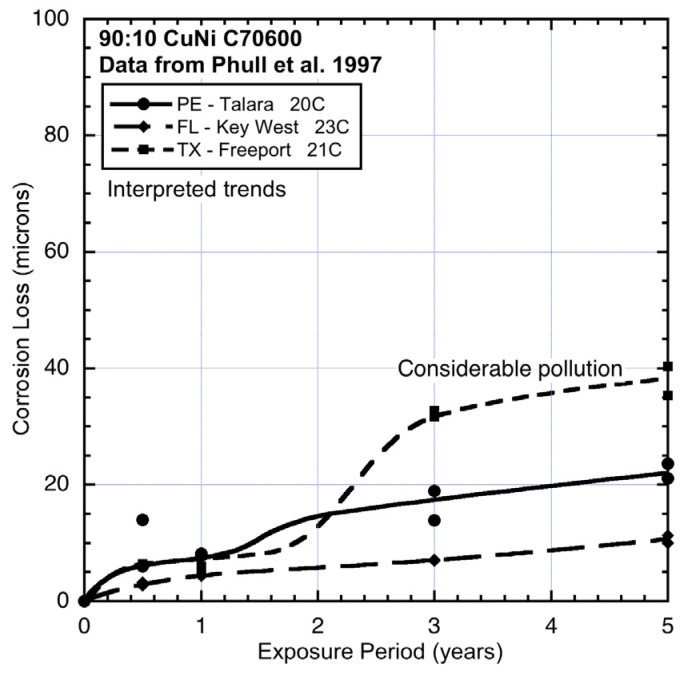 100
90:10 CuNi C70600
Data from Phull et al. 1997
PE - Talara 20C
FL - Key West 23C
TX - Freeport 21C
Interpreted trends
80
60
Considerable pollution
40
20
0
Corrosion Loss (microns)
0 1 2 3 4 5
Exposure Period (years)